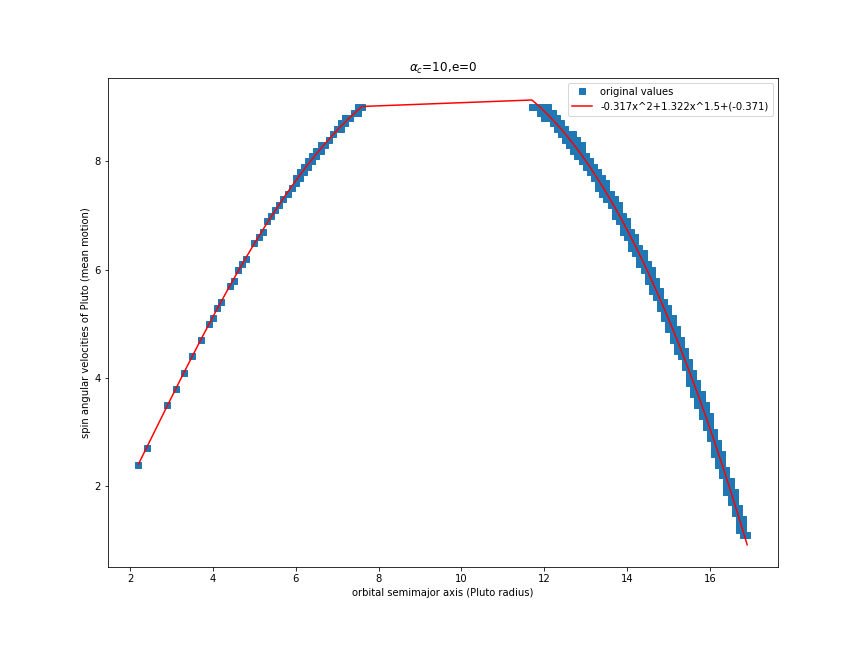 α_c=10,e=0
original values
-0.317x^2+1.322x^1.5+(-0.371)
spin angular velocities of Pluto (mean motion)
8
6
4
2
2 4 6 8 10 12 14 16
orbital semimajor axis (Pluto radius)